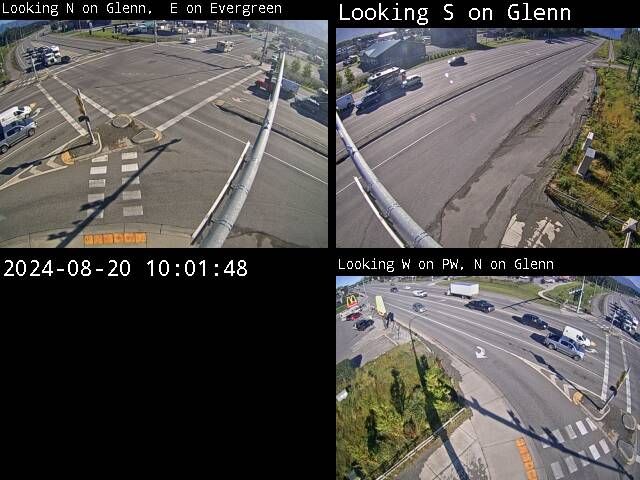 Looking N on Glenn,  E on Evergreen
Looking S on Glenn
2024-08-20 10:01:48
Looking W on PW, N on Glenn